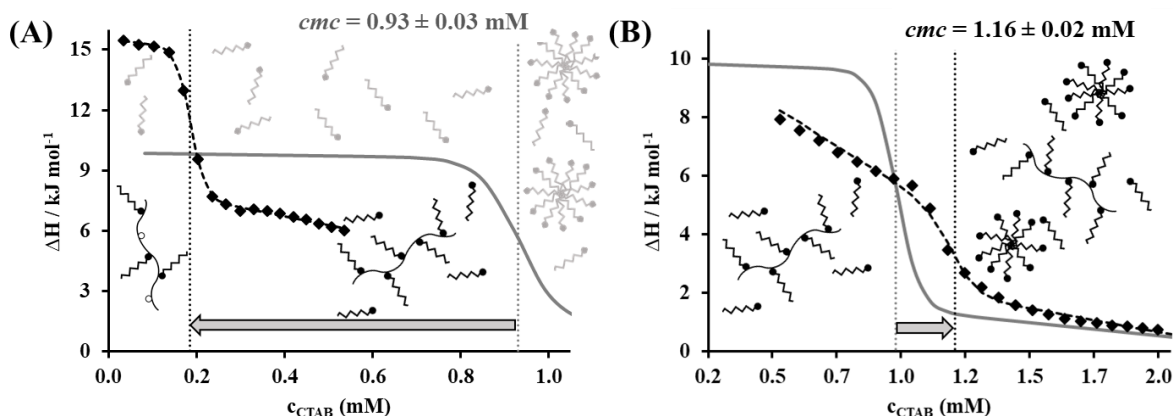 (A)
cmc = 0.93 ± 0.03 mM
15
12
9
6
3
0
ΔH / kJ mol⁻¹
0.0 0.2 0.4 0.6 0.8 1.0
cCTAB (mM)
(B)
cmc = 1.16 ± 0.02 mM
10
8
6
4
2
0
ΔH / kJ mol⁻¹
0.2 0.5 0.7 1.0 1.2 1.5 1.7 2.0
cCTAB (mM)